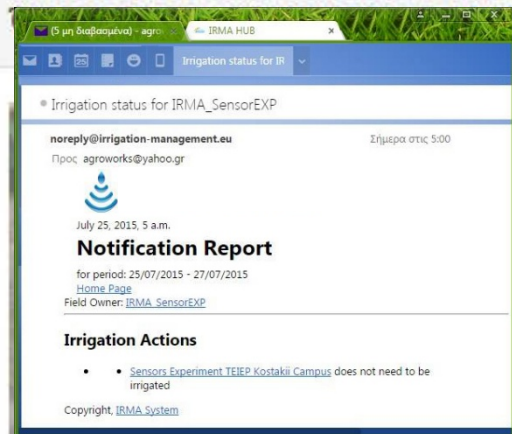 (5 μη διαβασμένα) - agro
IRMA HUB
25
Irrigation status for IR
Irrigation status for IRMA_SensorEXP
noreply@irrigation-management.eu
Σήμερα στις 5:00
Προς agroworks@yahoo.gr
July 25, 2015, 5 a.m.
Notification Report
for period: 25/07/2015 - 27/07/2015
Home Page
Field Owner: IRMA_SensorEXP
Irrigation Actions
Sensors Experiment TEIEP Kostakii Campus does not need to be
irrigated
Copyright, IRMA System